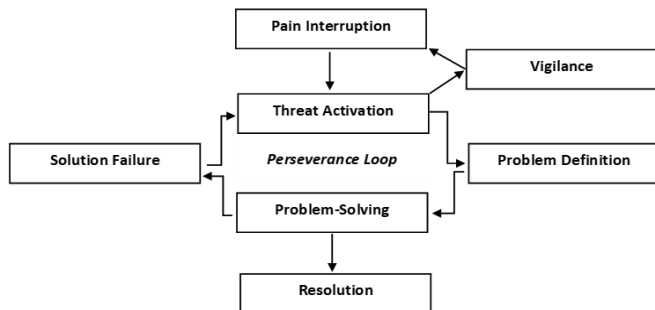 Pain Interruption
Vigilance
Threat Activation
Solution Failure
Perseverance Loop
Problem Definition
Problem-Solving
Resolution